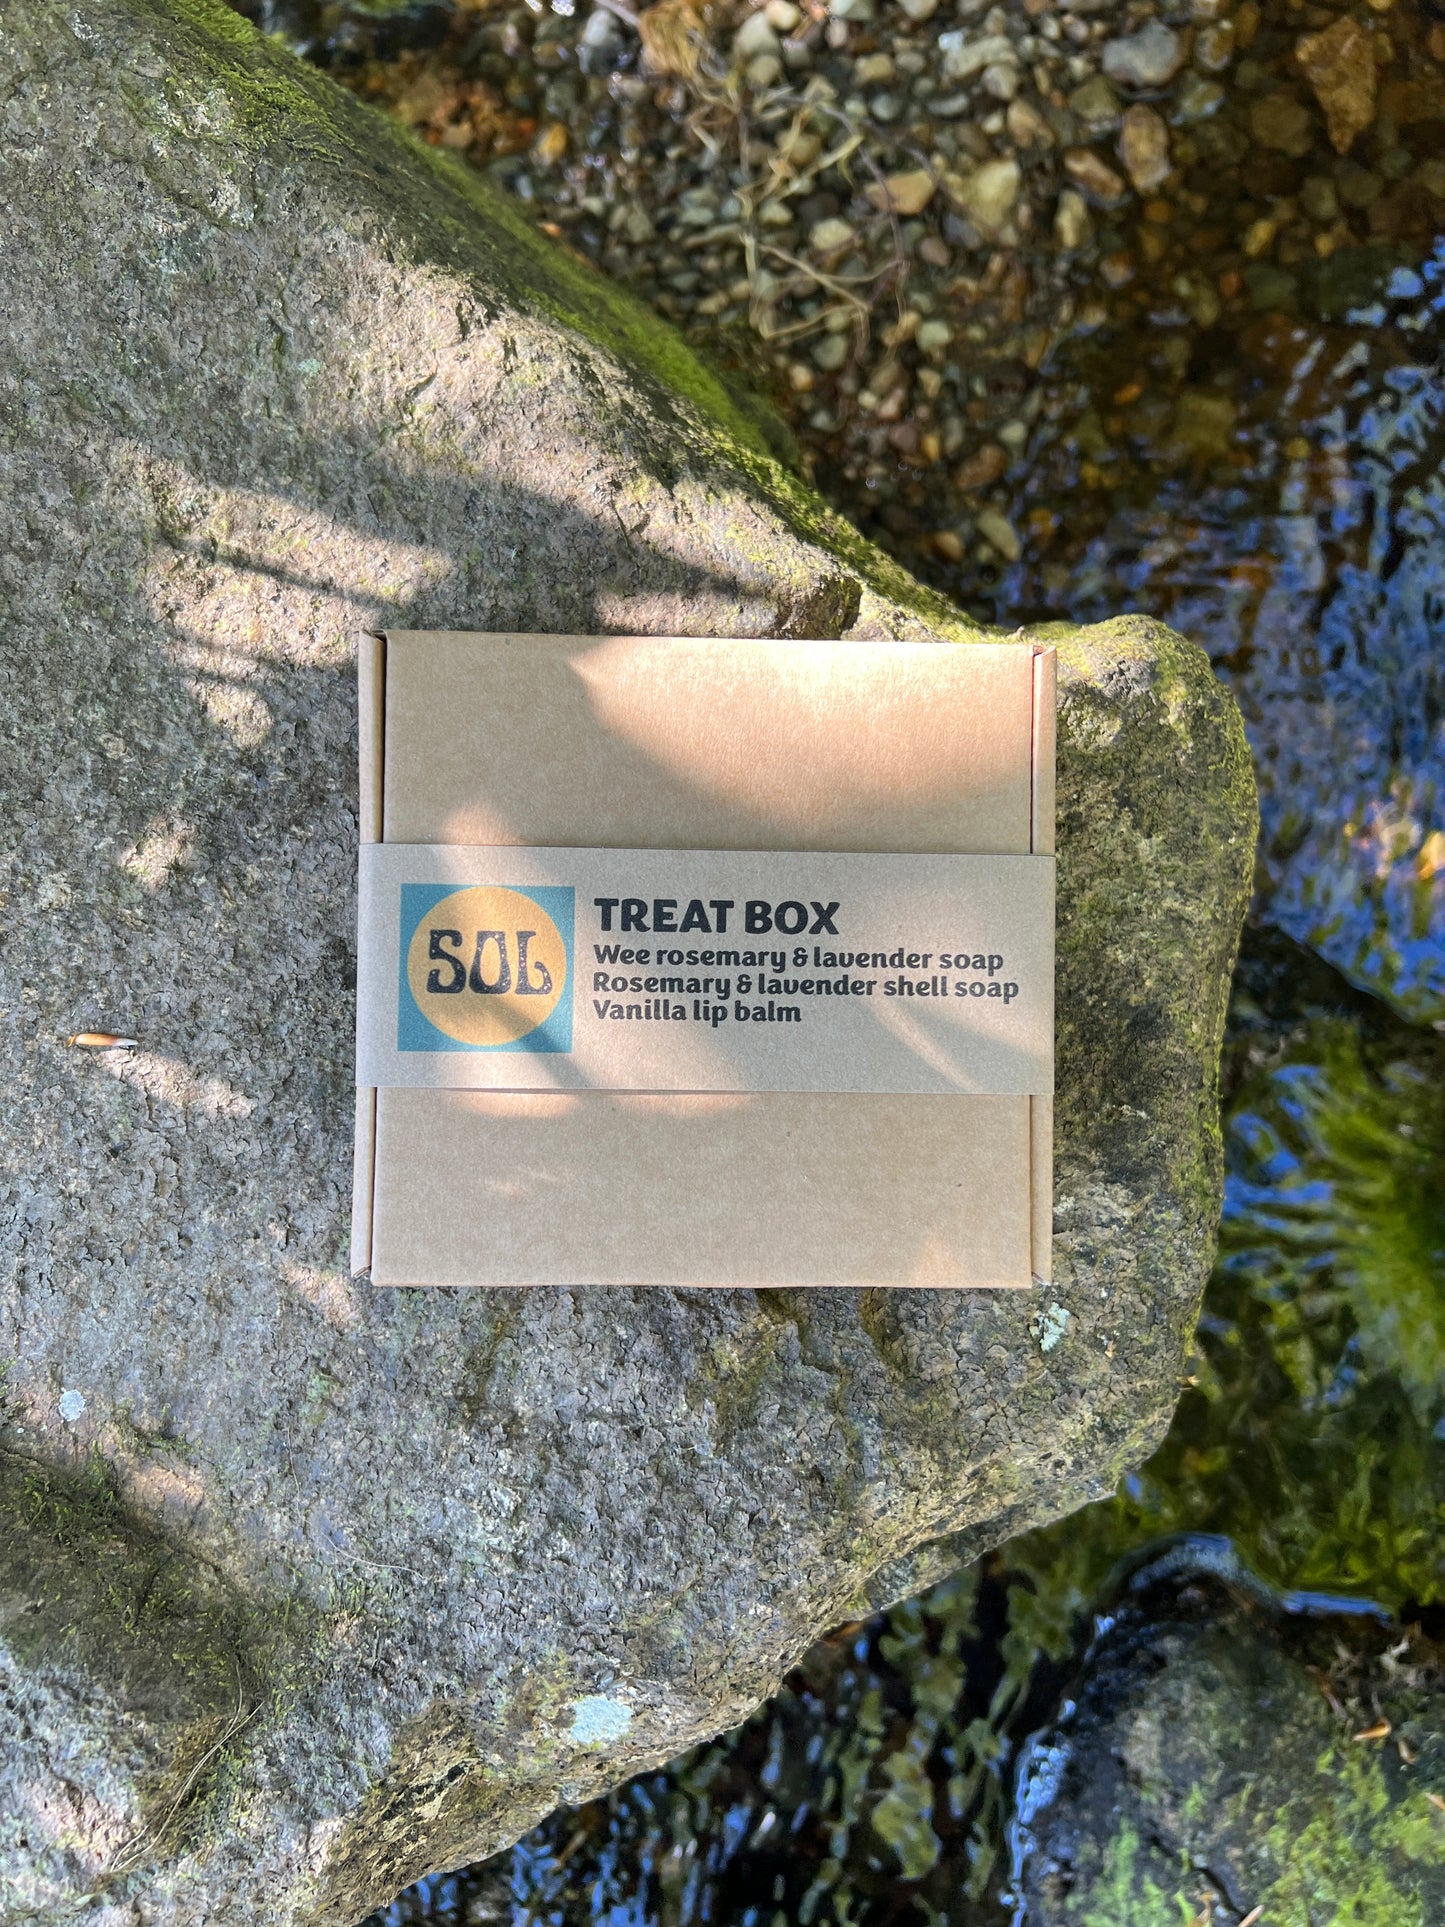 SOL
TREAT BOX
Wee rosemary & lavender soap
Rosemary & lavender shell soap
Vanilla lip balm